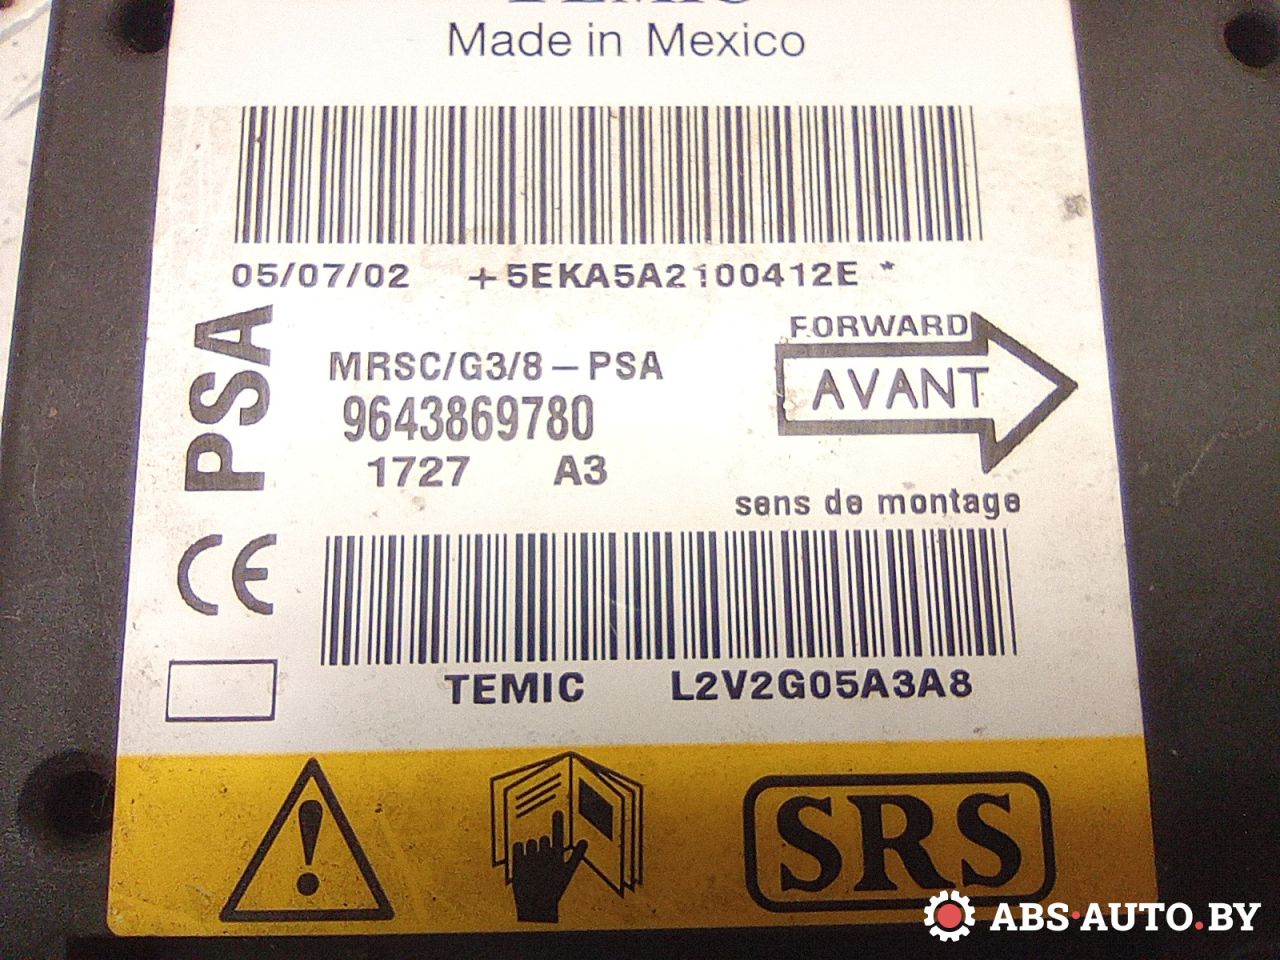 TEMIC
Made in Mexico
05/07/02 +5EKA5A2100412E *
PSA
MRSC/G3/8-PSA
9643869780
1727 A3
FORWARD
AVANT
sens de montage
CE
TEMIC L2V2G05A3A8
SRS
ABS-AUTO.BY